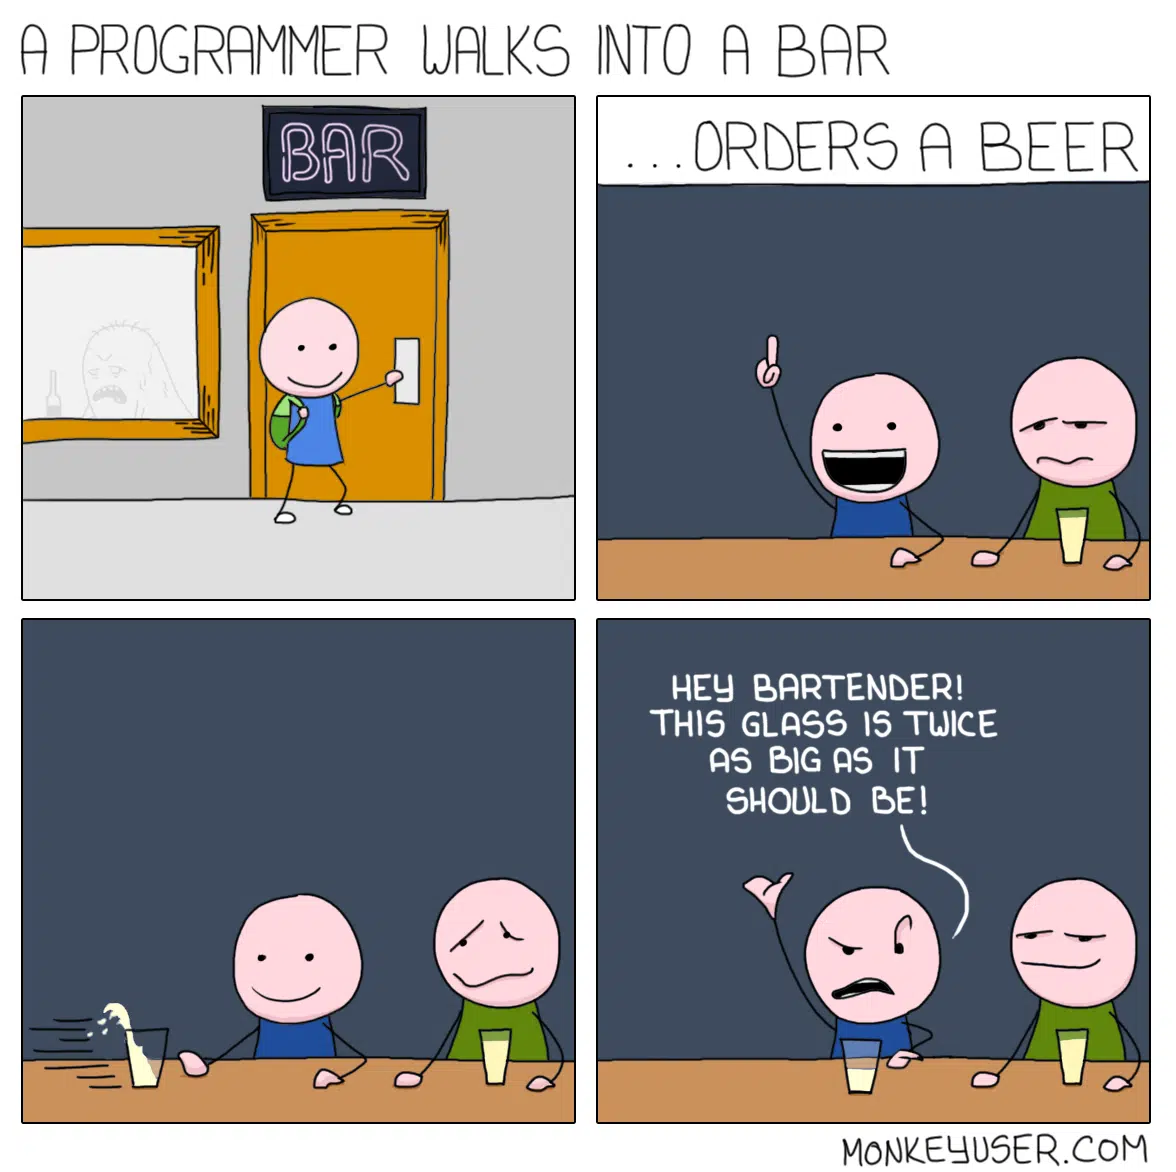 A PROGRAMMER WALKS INTO A BAR
BAR
...ORDERS A BEER
HEY BARTENDER!
THIS GLASS IS TWICE
AS BIG AS IT
SHOULD BE!
MONKEYUSER.COM